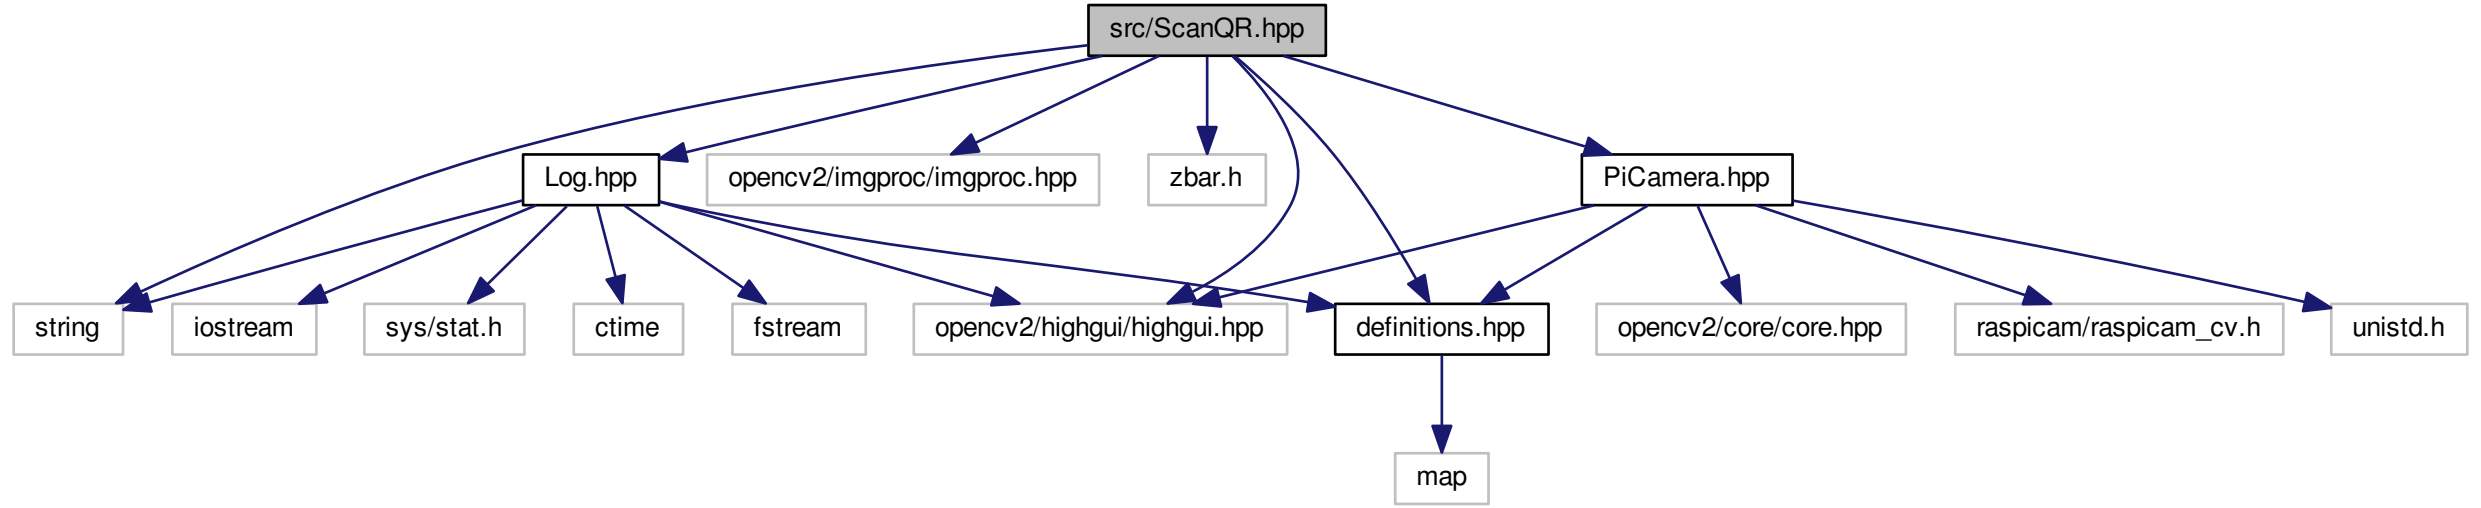 src/ScanQR.hpp
Log.hpp
opencv2/imgproc/imgproc.hpp
zbar.h
PiCamera.hpp
string
iostream
sys/stat.h
ctime
fstream
opencv2/highgui/highgui.hpp
definitions.hpp
opencv2/core/core.hpp
raspicam/raspicam_cv.h
unistd.h
map